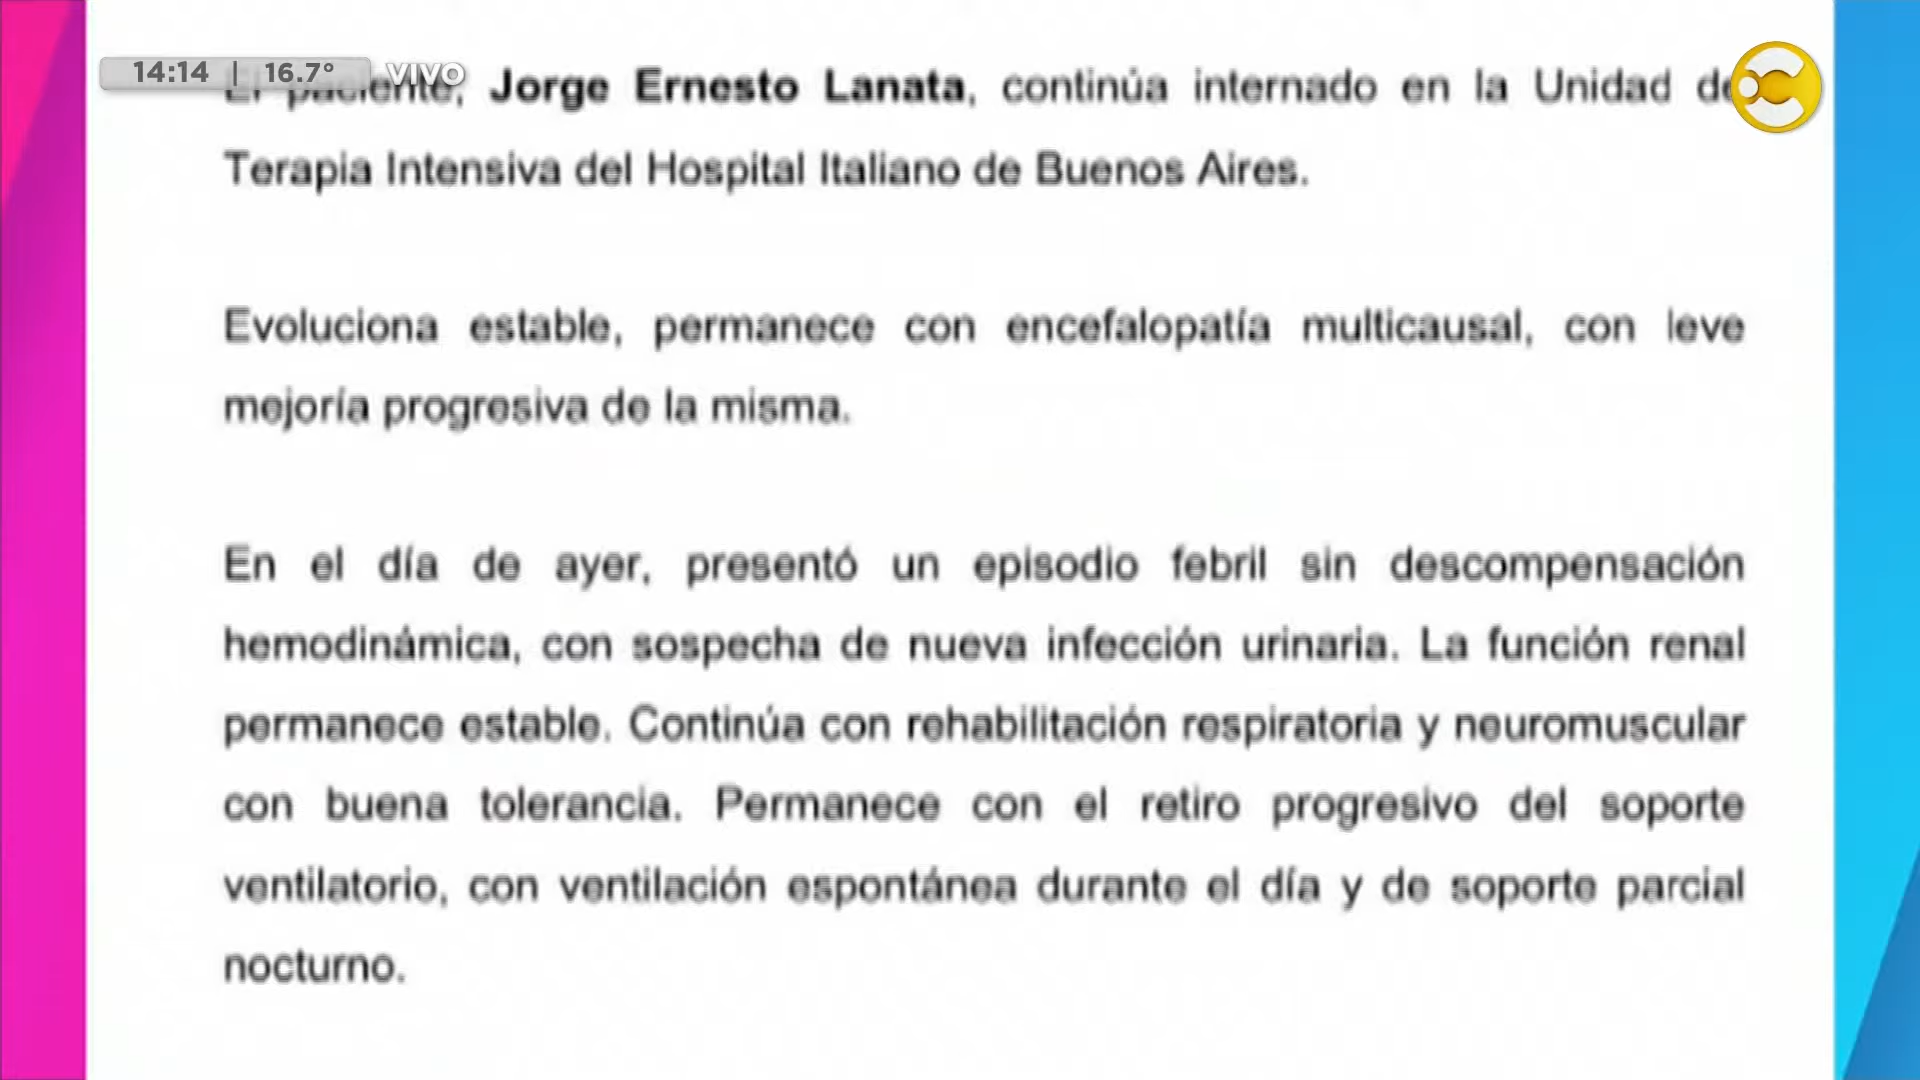 14:14 | 16.7° VIVO
El paciente, Jorge Ernesto Lanata, continúa internado en la Unidad de
Terapia Intensiva del Hospital Italiano de Buenos Aires.
Evoluciona estable, permanece con encefalopatía multicausal, con leve
mejoría progresiva de la misma.
En el día de ayer, presentó un episodio febril sin descompensación
hemodinámica, con sospecha de nueva infección urinaria. La función renal
permanece estable. Continúa con rehabilitación respiratoria y neuromuscular
con buena tolerancia. Permanece con el retiro progresivo del soporte
ventilatorio, con ventilación espontánea durante el día y de soporte parcial
nocturno.